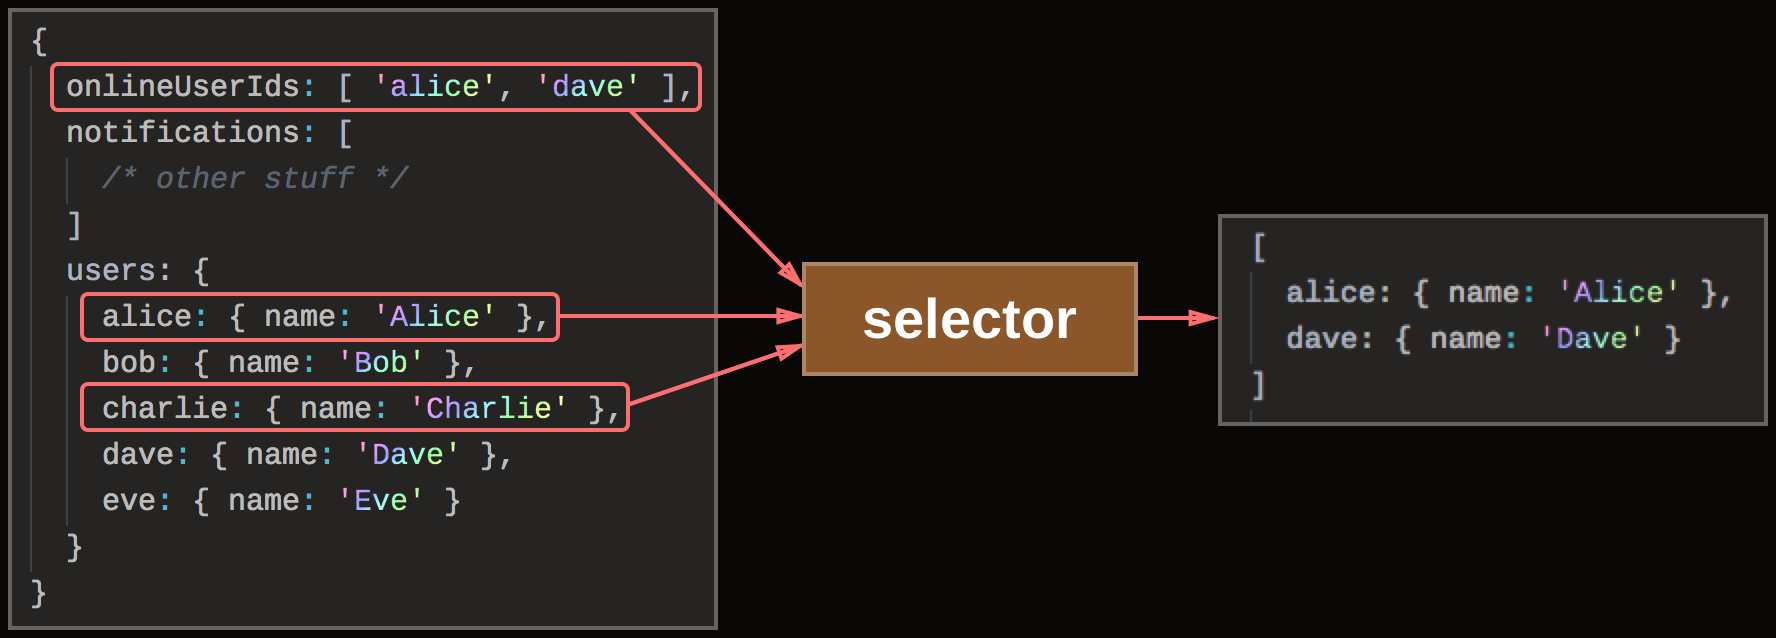 {
onlineUserIds: [ 'alice', 'dave' ],
notifications: [
/* other stuff */
]
users: {
alice: { name: 'Alice' },
bob: { name: 'Bob' },
charlie: { name: 'Charlie' },
dave: { name: 'Dave' },
eve: { name: 'Eve' }
}
}
selector
[
alice: { name: 'Alice' },
dave: { name: 'Dave' }
]